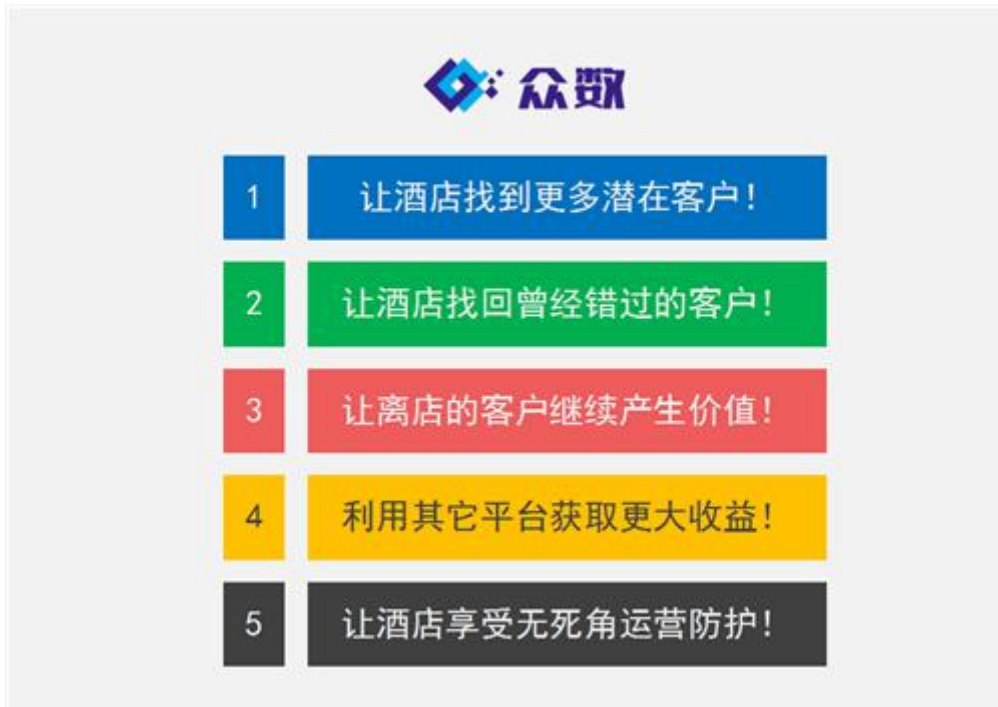 众数
1 让酒店找到更多潜在客户！
2 让酒店找回曾经错过的客户！
3 让离店的客户继续产生价值！
4 利用其它平台获取更大收益！
5 让酒店享受无死角运营防护！